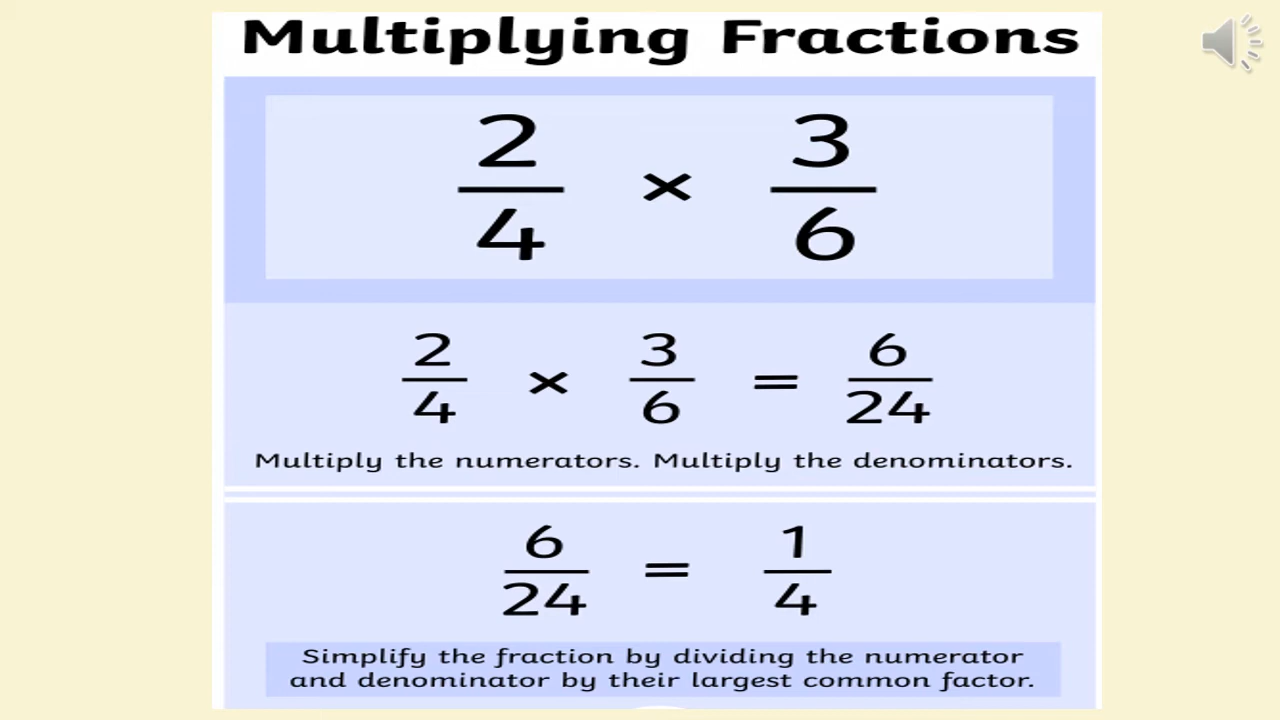 Multiplying Fractions
2/4 × 3/6
2/4 × 3/6 = 6/24
Multiply the numerators. Multiply the denominators.
6/24 = 1/4
Simplify the fraction by dividing the numerator
and denominator by their largest common factor.